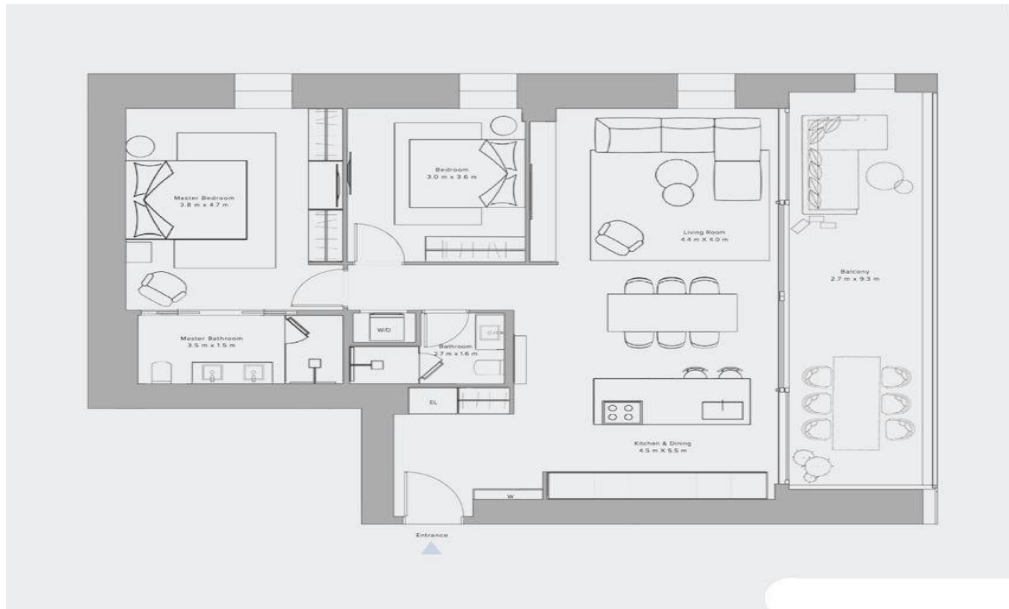 Master Bedroom
3.8 m x 4.7 m
Bedroom
3.0 m x 3.6 m
Living Room
4.4 m X 4.0 m
Balcony
2.7 m x 9.3 m
Master Bathroom
3.5 m x 1.5 m
W/D
Bathroom
2.7 m x 1.6 m
EL
Kitchen & Dining
4.5 m X 5.5 m
W
Entrance